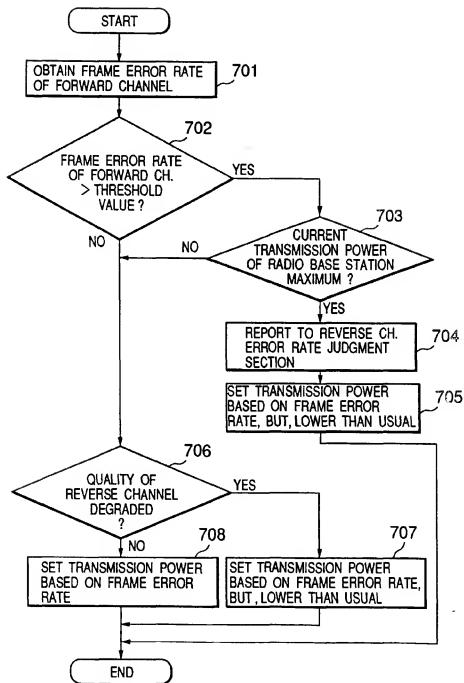 START
OBTAIN FRAME ERROR RATE
OF FORWARD CHANNEL
701
702
FRAME ERROR RATE
OF FORWARD CH.
> THRESHOLD
VALUE ?
YES
NO
703
CURRENT
TRANSMISSION POWER
OF RADIO BASE STATION
MAXIMUM ?
NO
YES
REPORT TO REVERSE CH.
ERROR RATE JUDGMENT
SECTION
704
SET TRANSMISSION POWER
BASED ON FRAME ERROR
RATE, BUT, LOWER THAN USUAL
705
706
QUALITY OF
REVERSE CHANNEL
DEGRADED
?
YES
NO
708
SET TRANSMISSION POWER
BASED ON FRAME ERROR
RATE
707
SET TRANSMISSION POWER
BASED ON FRAME ERROR RATE,
BUT, LOWER THAN USUAL
END